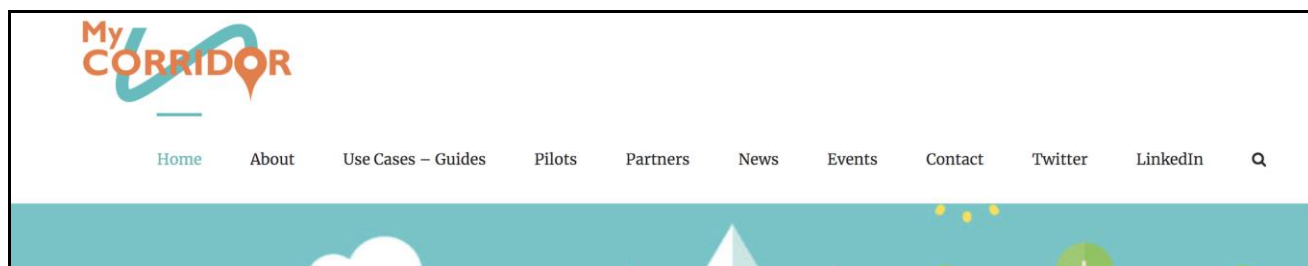 My
CORRIDOR
Home About Use Cases – Guides Pilots Partners News Events Contact Twitter LinkedIn